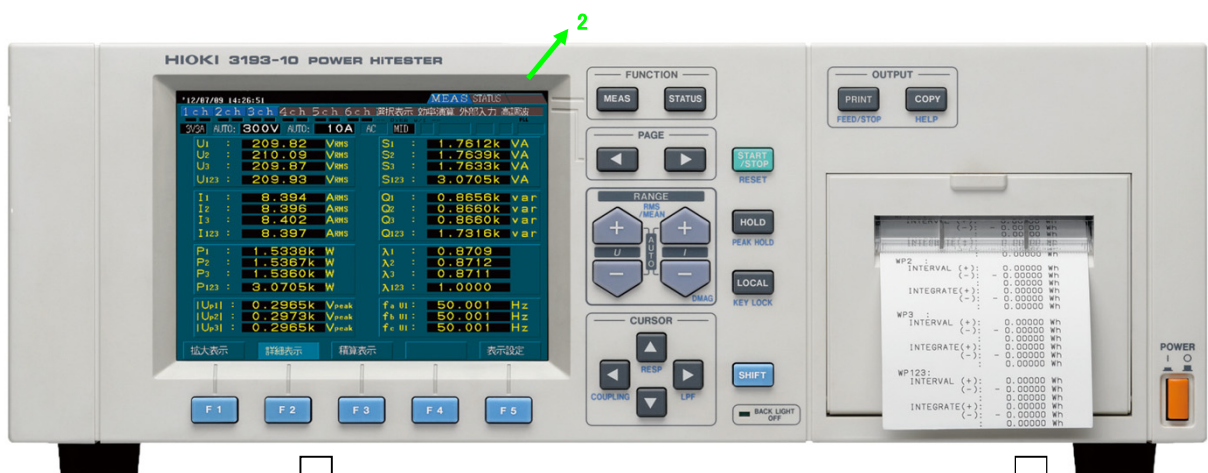 2
HIOKI 3193-10 POWER HITESTER
'12/07/09 14:26:51 MEAS STATUS
1ch 2ch 3ch 4ch 5ch 6ch 選択表示 効率演算 外部入力 高調波
3V3A AUTO: 300V AUTO: 10A AC MID
U1 : 209.82 VRMS S1 : 1.7612k VA
U2 : 210.09 VRMS S2 : 1.7639k VA
U3 : 209.87 VRMS S3 : 1.7633k VA
U123 : 209.93 VRMS S123 : 3.0705k VA
I1 : 8.394 ARMS Q1 : 0.8656k var
I2 : 8.396 ARMS Q2 : 0.8660k var
I3 : 8.402 ARMS Q3 : 0.8660k var
I123 : 8.397 ARMS Q123 : 1.7316k var
P1 : 1.5338k W λ1 : 0.8709
P2 : 1.5367k W λ2 : 0.8712
P3 : 1.5360k W λ3 : 0.8711
P123 : 3.0705k W λ123 : 1.0000
|Up1| : 0.2965k Vpeak fa U1 : 50.001 Hz
|Up2| : 0.2973k Vpeak fb U1 : 50.001 Hz
|Up3| : 0.2965k Vpeak fc U1 : 50.001 Hz
拡大表示 詳細表示 積算表示 表示設定
F1 F2 F3 F4 F5
FUNCTION
MEAS STATUS
PAGE
START /STOP
RESET
RANGE
RMS /MEAN
+ +
U AUTO I
− −
DMAG
HOLD
PEAK HOLD
LOCAL
KEY LOCK
CURSOR
RESP
COUPLING LPF
SHIFT
BACK LIGHT OFF
OUTPUT
PRINT COPY
FEED/STOP HELP
WP2 :
INTERVAL (+): 0.00000 Wh
(-): - 0.00000 Wh
: 0.00000 Wh
INTEGRATE(+): 0.00000 Wh
(-): - 0.00000 Wh
: 0.00000 Wh
WP3 :
INTERVAL (+): 0.00000 Wh
(-): - 0.00000 Wh
: 0.00000 Wh
INTEGRATE(+): 0.00000 Wh
(-): - 0.00000 Wh
: 0.00000 Wh
WP123:
INTERVAL (+): 0.00000 Wh
(-): - 0.00000 Wh
: 0.00000 Wh
INTEGRATE(+): 0.00000 Wh
(-): - 0.00000 Wh
: 0.00000 Wh
POWER
I O